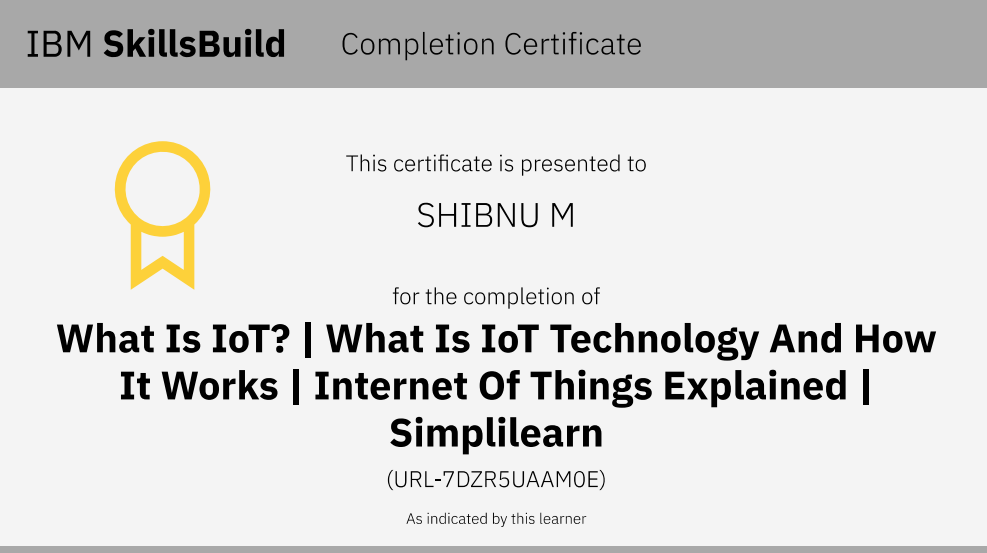 IBM SkillsBuild Completion Certificate
This certificate is presented to
SHIBNU M
for the completion of
What Is IoT? | What Is IoT Technology And How
It Works | Internet Of Things Explained |
Simplilearn
(URL-7DZR5UAAM0E)
As indicated by this learner